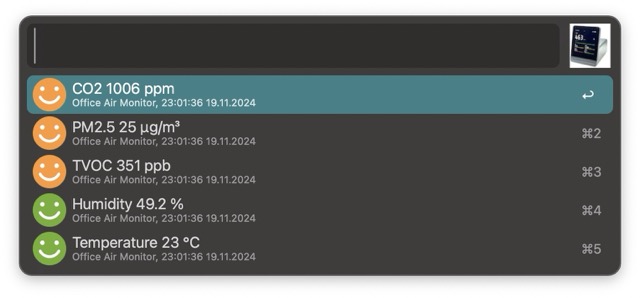 CO2 1006 ppm
Office Air Monitor, 23:01:36 19.11.2024
↩
PM2.5 25 µg/m³
Office Air Monitor, 23:01:36 19.11.2024
⌘2
TVOC 351 ppb
Office Air Monitor, 23:01:36 19.11.2024
⌘3
Humidity 49.2 %
Office Air Monitor, 23:01:36 19.11.2024
⌘4
Temperature 23 °C
Office Air Monitor, 23:01:36 19.11.2024
⌘5